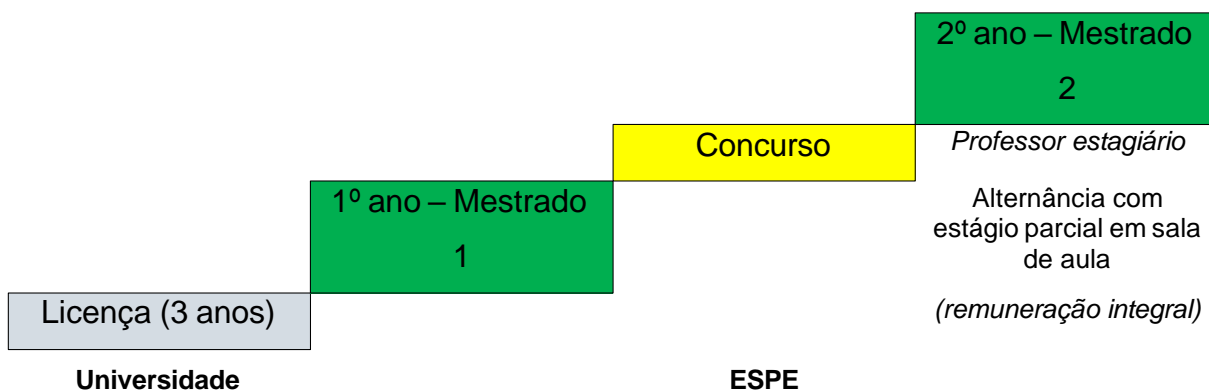 2º ano – Mestrado
2
Concurso
Professor estagiário
1º ano – Mestrado
1
Alternância com
estágio parcial em sala
de aula
Licença (3 anos)
(remuneração integral)
Universidade
ESPE